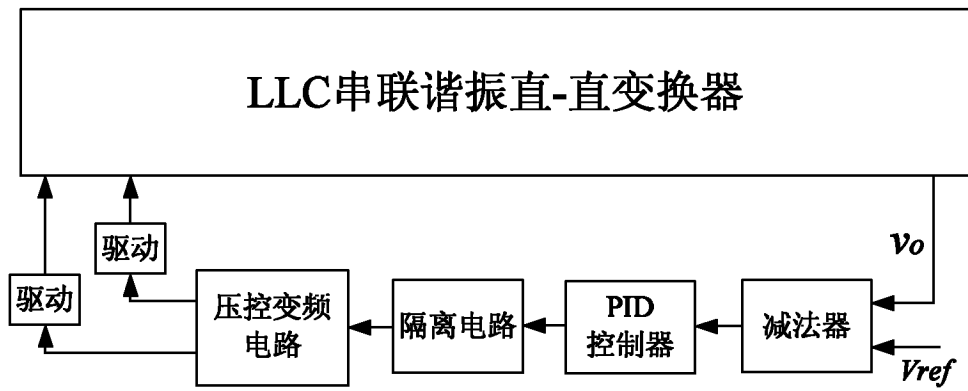 LLC串联谐振直-直变换器
驱动
vo
驱动
压控变频
电路
隔离电路
PID
控制器
减法器
Vref